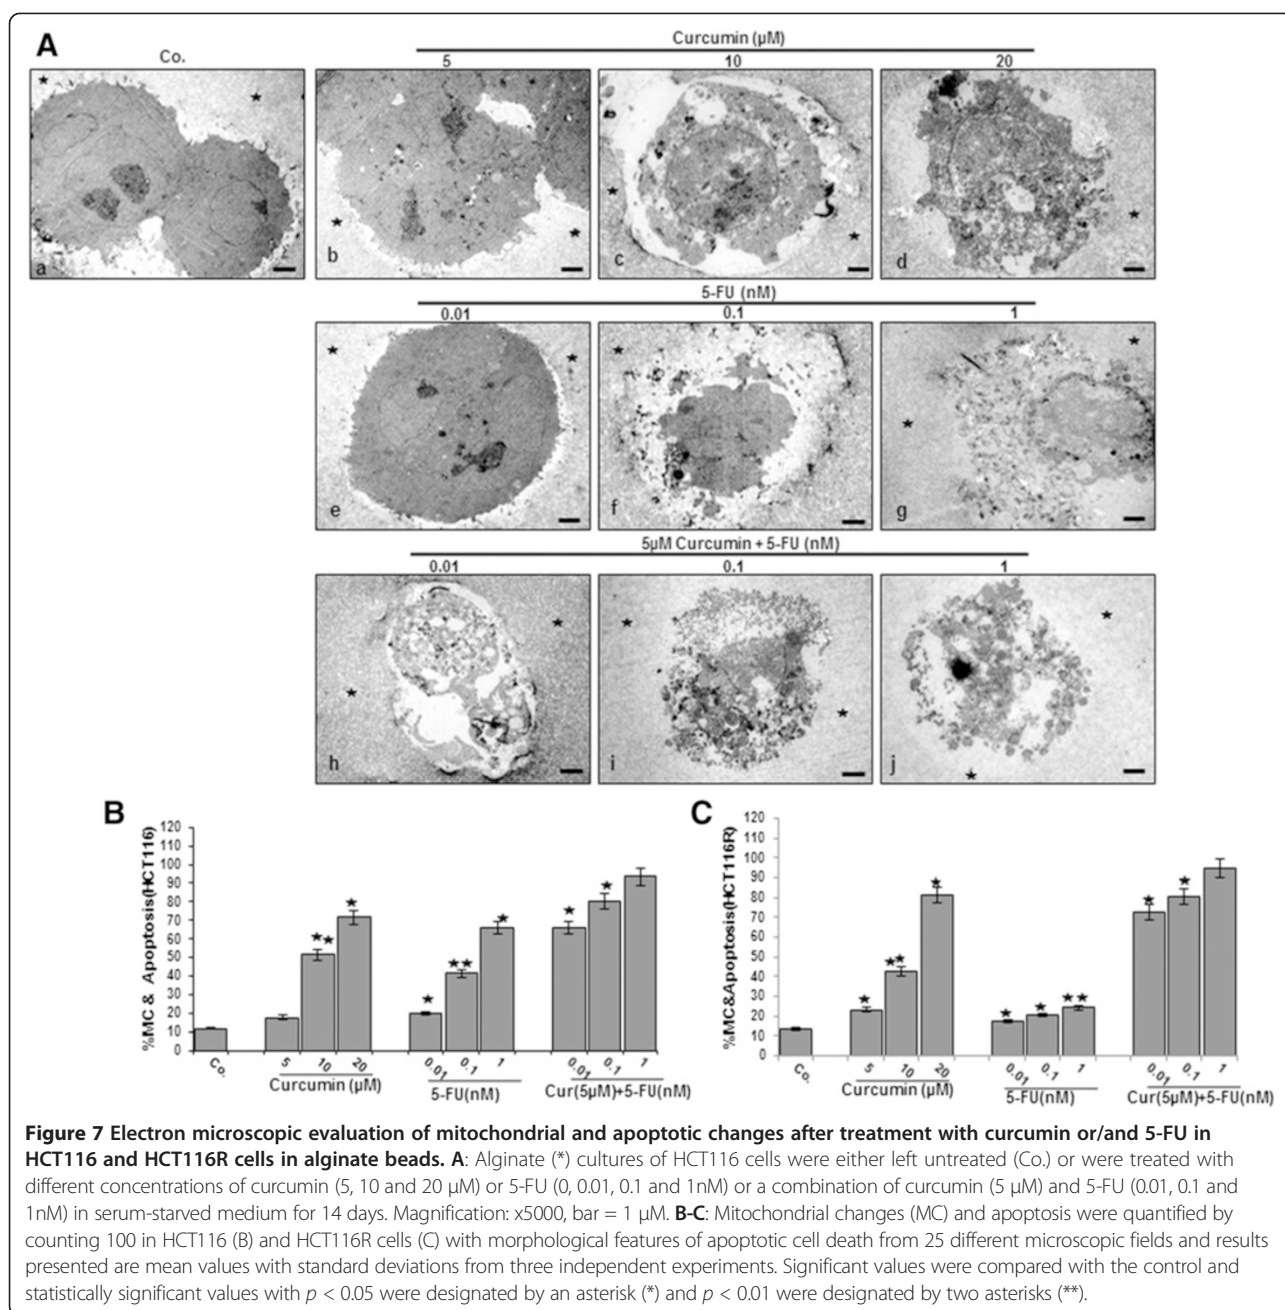 A
Co.
Curcumin (µM)
5
10
20
a
b
c
d
5-FU (nM)
0.01
0.1
1
e
f
g
5µM Curcumin + 5-FU (nM)
0.01
0.1
1
h
i
j
B
%MC & Apoptosis(HCT116)
120
110
100
90
80
70
60
50
40
30
20
10
0
Co.
5
10
20
0.01
0.1
1
0.01
0.1
1
Curcumin (µM)
5-FU(nM)
Cur(5µM)+5-FU(nM)
C
%MC&Apoptosis(HCT116R)
120
110
100
90
80
70
60
50
40
30
20
10
0
Co.
5
10
20
0.01
0.1
1
0.01
0.1
1
Curcumin (µM)
5-FU(nM)
Cur(5µM)+5-FU(nM)
Figure 7 Electron microscopic evaluation of mitochondrial and apoptotic changes after treatment with curcumin or/and 5-FU in
HCT116 and HCT116R cells in alginate beads. A: Alginate (*) cultures of HCT116 cells were either left untreated (Co.) or were treated with
different concentrations of curcumin (5, 10 and 20 µM) or 5-FU (0, 0.01, 0.1 and 1nM) or a combination of curcumin (5 µM) and 5-FU (0.01, 0.1 and
1nM) in serum-starved medium for 14 days. Magnification: x5000, bar = 1 µM. B-C: Mitochondrial changes (MC) and apoptosis were quantified by
counting 100 in HCT116 (B) and HCT116R cells (C) with morphological features of apoptotic cell death from 25 different microscopic fields and results
presented are mean values with standard deviations from three independent experiments. Significant values were compared with the control and
statistically significant values with p < 0.05 were designated by an asterisk (*) and p < 0.01 were designated by two asterisks (**).